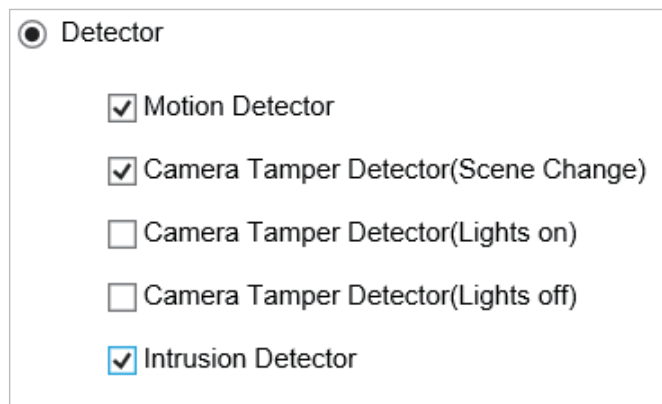 Detector
Motion Detector
Camera Tamper Detector(Scene Change)
Camera Tamper Detector(Lights on)
Camera Tamper Detector(Lights off)
Intrusion Detector